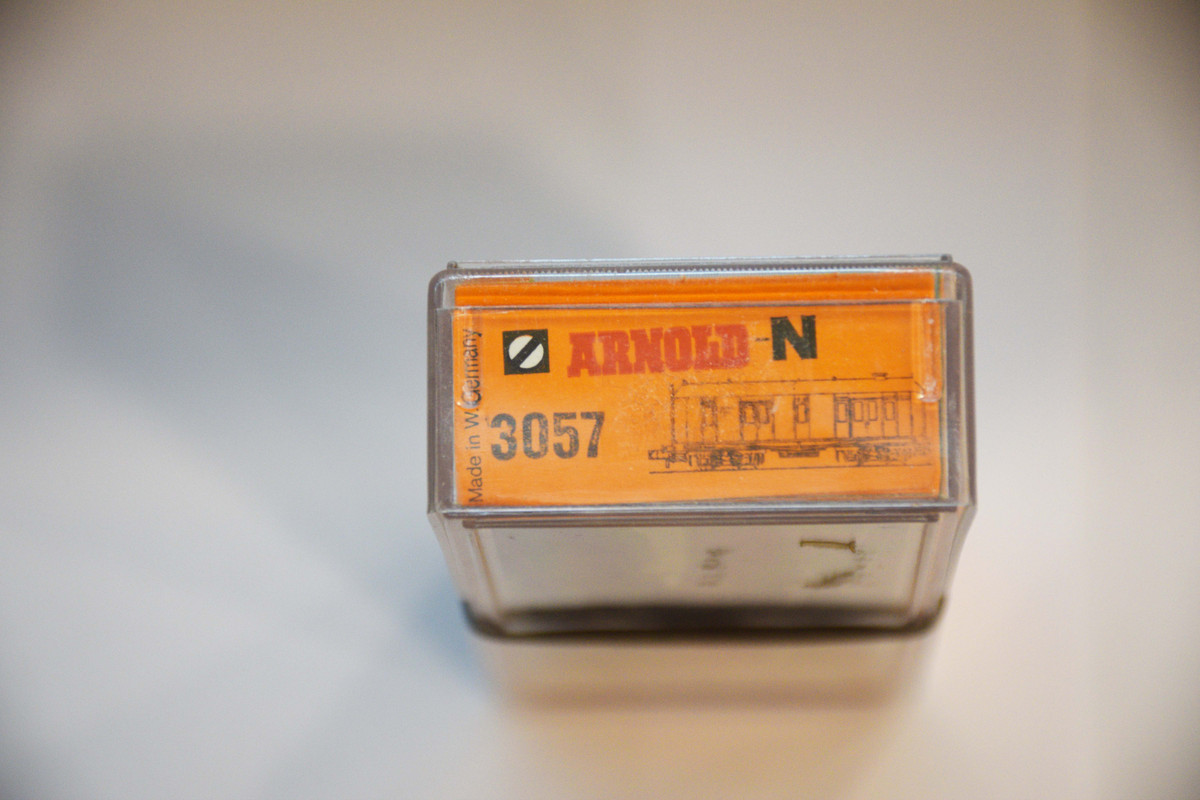 ARNOLD-N
3057
Made in W. Germany